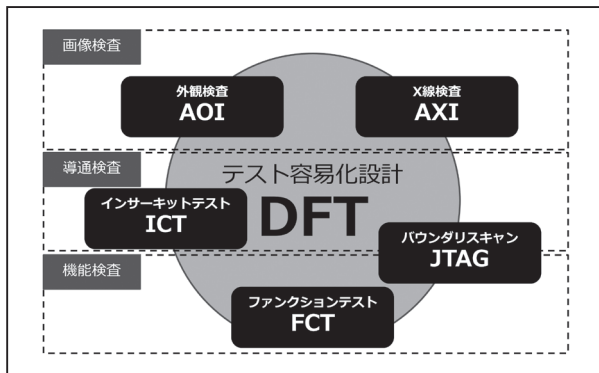 画像検査
外観検査
AOI
X線検査
AXI
導通検査
テスト容易化設計
DFT
インサーキットテスト
ICT
バウンダリスキャン
JTAG
機能検査
ファンクションテスト
FCT